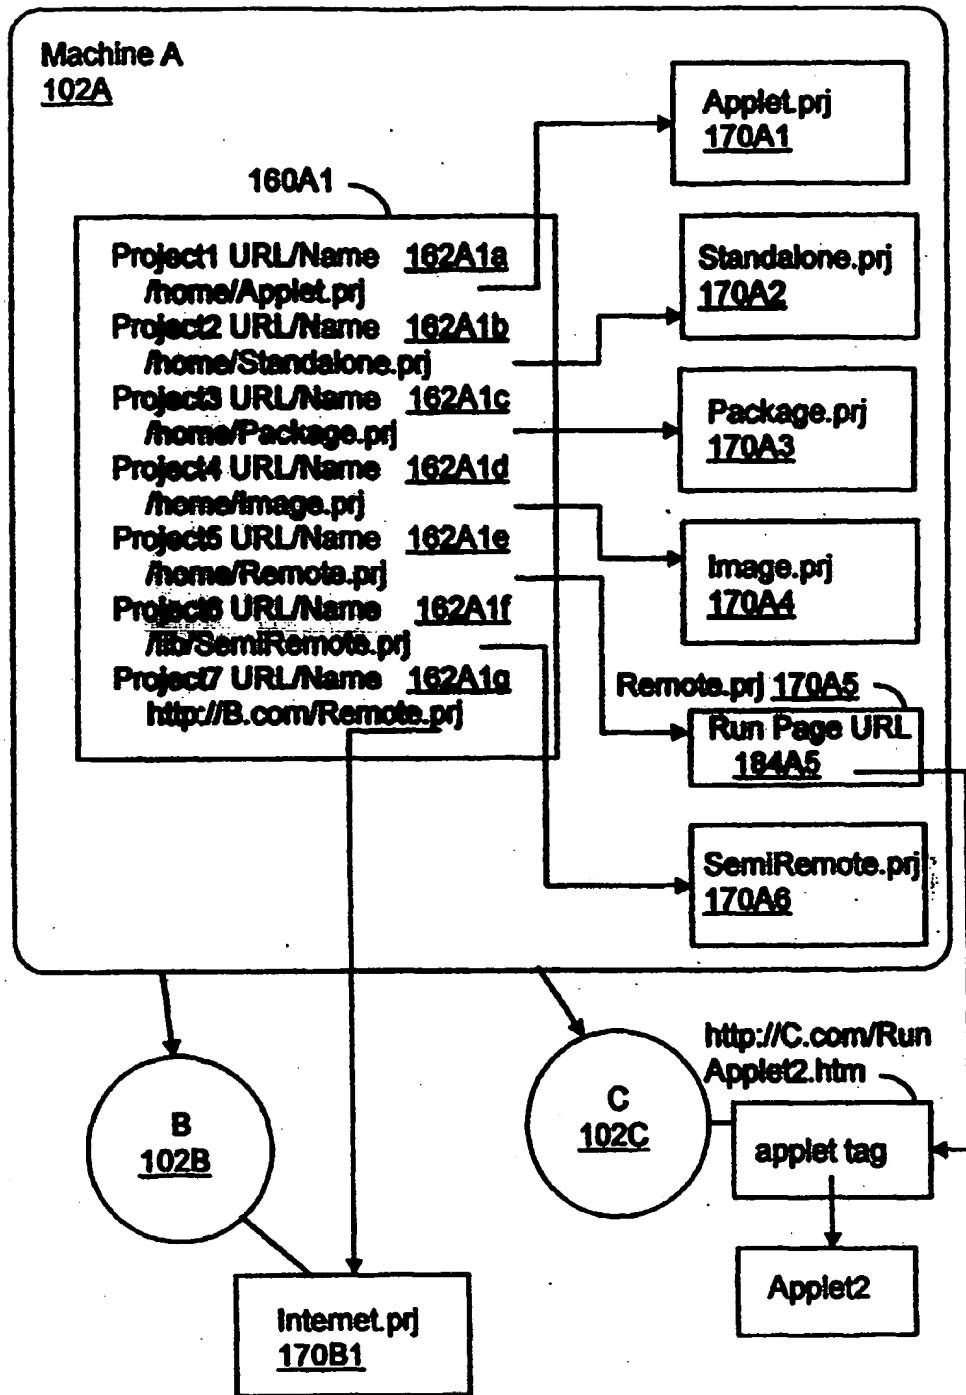 Machine A
102A
160A1
Project1 URL/Name 162A1a
/home/Applet.prj
Project2 URL/Name 162A1b
/home/Standalone.prj
Project3 URL/Name 162A1c
/home/Package.prj
Project4 URL/Name 162A1d
/home/Image.prj
Project5 URL/Name 162A1e
/home/Remote.prj
Project6 URL/Name 162A1f
/lib/SemiRemote.prj
Project7 URL/Name 162A1g
http://B.com/Remote.prj
Applet.prj
170A1
Standalone.prj
170A2
Package.prj
170A3
Image.prj
170A4
Remote.prj 170A5
Run Page URL
184A5
SemiRemote.prj
170A6
B
102B
C
102C
http://C.com/Run
Applet2.htm
applet tag
Applet2
Internet.prj
170B1